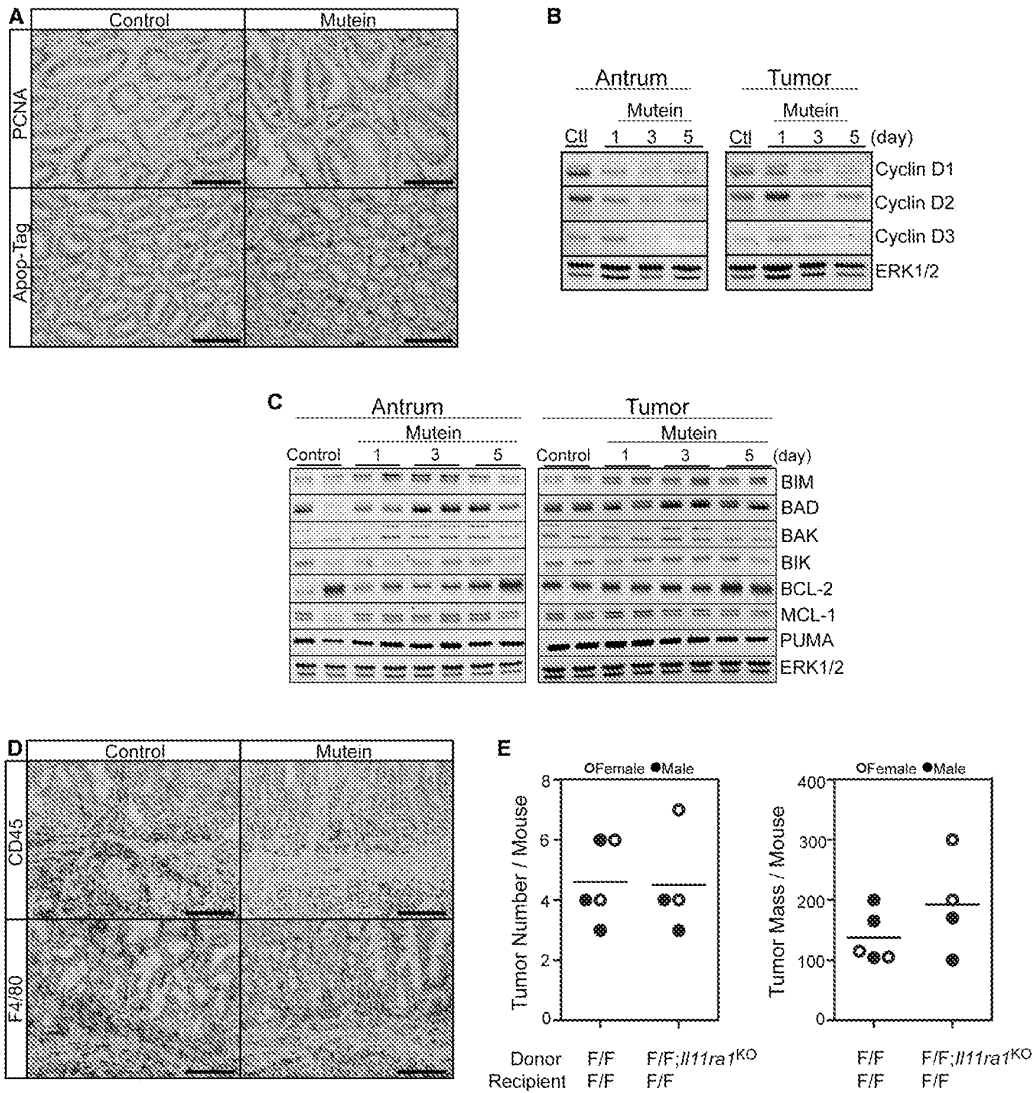 A
Control Mutein
PCNA
Apop-Tag
B
Antrum Tumor
Mutein Mutein
Ctl 1 3 5 Ctl 1 3 5 (day)
Cyclin D1
Cyclin D2
Cyclin D3
ERK1/2
C
Antrum Tumor
Mutein Mutein
Control 1 3 5 Control 1 3 5 (day)
BIM
BAD
BAK
BIK
BCL-2
MCL-1
PUMA
ERK1/2
D
Control Mutein
CD45
F4/80
E
Female Male
Tumor Number / Mouse
8
6
4
2
0
Donor F/F F/F;Il11ra1KO
Recipient F/F F/F
Female Male
Tumor Mass / Mouse
400
300
200
100
0
F/F F/F;Il11ra1KO
F/F F/F